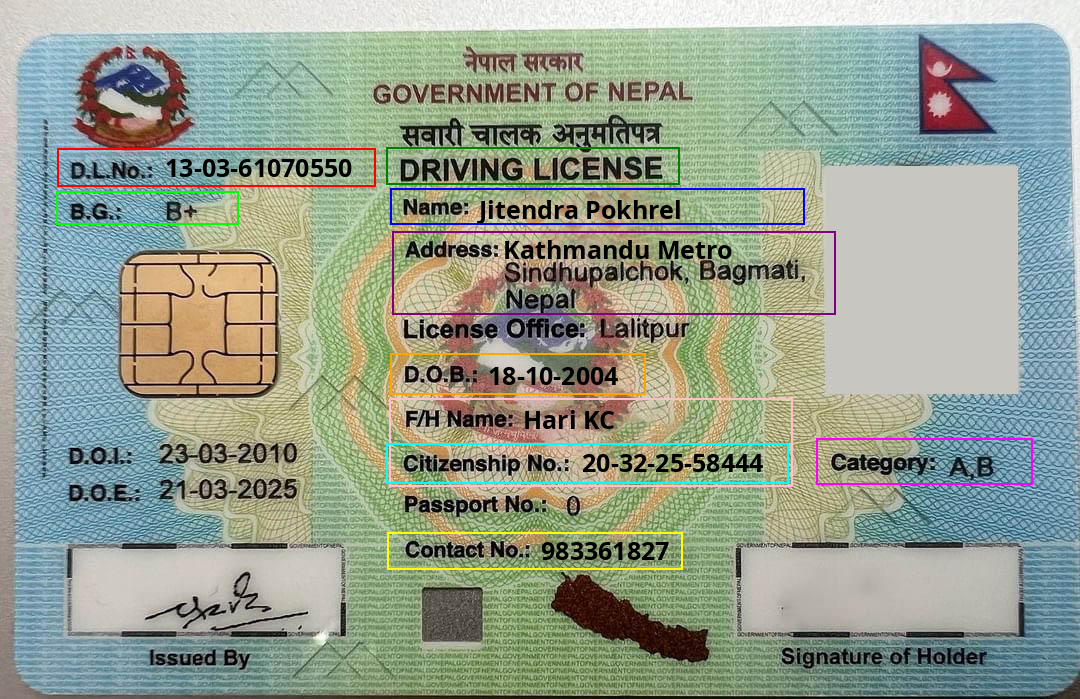 नेपाल सरकार
GOVERNMENT OF NEPAL
सवारी चालक अनुमतिपत्र
DRIVING LICENSE
D.L.No.: 13-03-61070550
B.G.: B+
Name: Jitendra Pokhrel
Address: Kathmandu Metro
Sindhupalchok, Bagmati,
Nepal
License Office: Lalitpur
D.O.B.: 18-10-2004
F/H Name: Hari KC
D.O.I.: 23-03-2010
Citizenship No.: 20-32-25-58444
Category: A,B
D.O.E.: 21-03-2025
Passport No.: 0
Contact No.: 983361827
Issued By
Signature of Holder